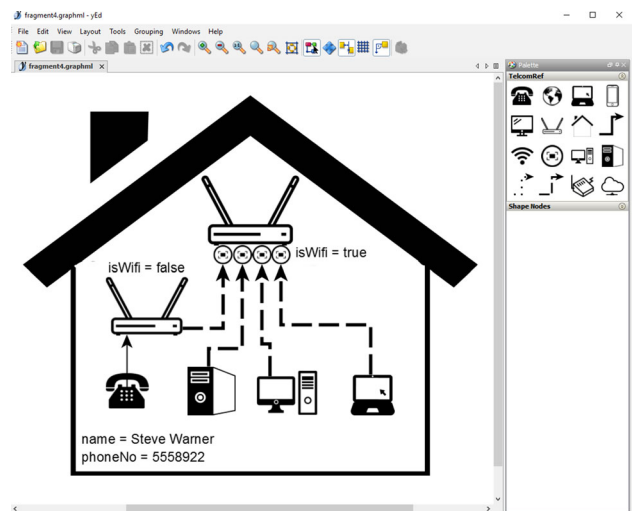 fragment4.graphml - yEd
File Edit View Layout Tools Grouping Windows Help
fragment4.graphml
Palette
TelcomRef
Shape Nodes
isWifi = true
isWifi = false
name = Steve Warner
phoneNo = 5558922